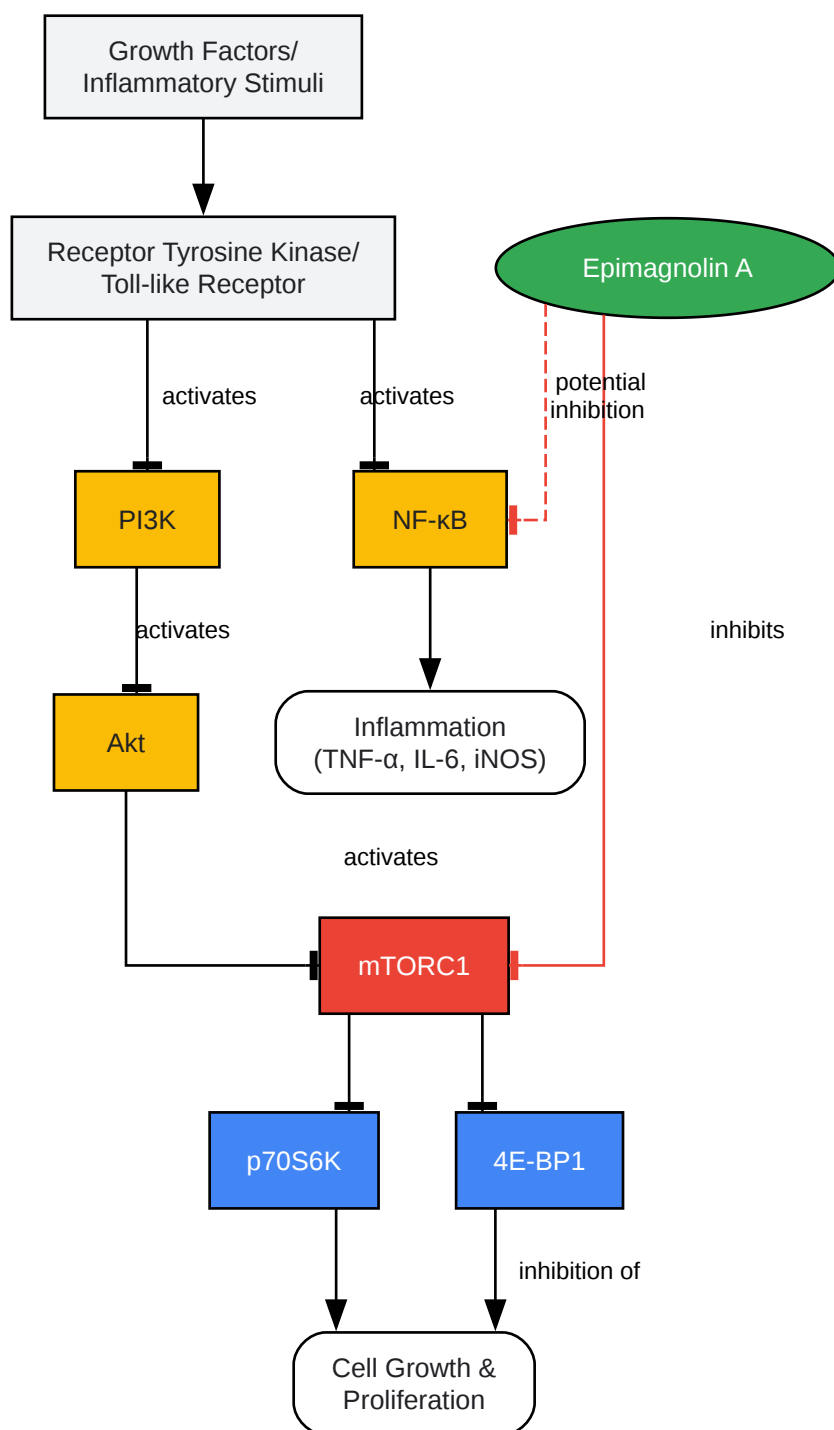 Growth Factors/
Inflammatory Stimuli
Receptor Tyrosine Kinase/
Toll-like Receptor
Epimagnolin A
activates
activates
potential
inhibition
PI3K
NF-κB
activates
inhibits
Akt
Inflammation
(TNF-α, IL-6, iNOS)
activates
mTORC1
p70S6K
4E-BP1
inhibition of
Cell Growth &
Proliferation